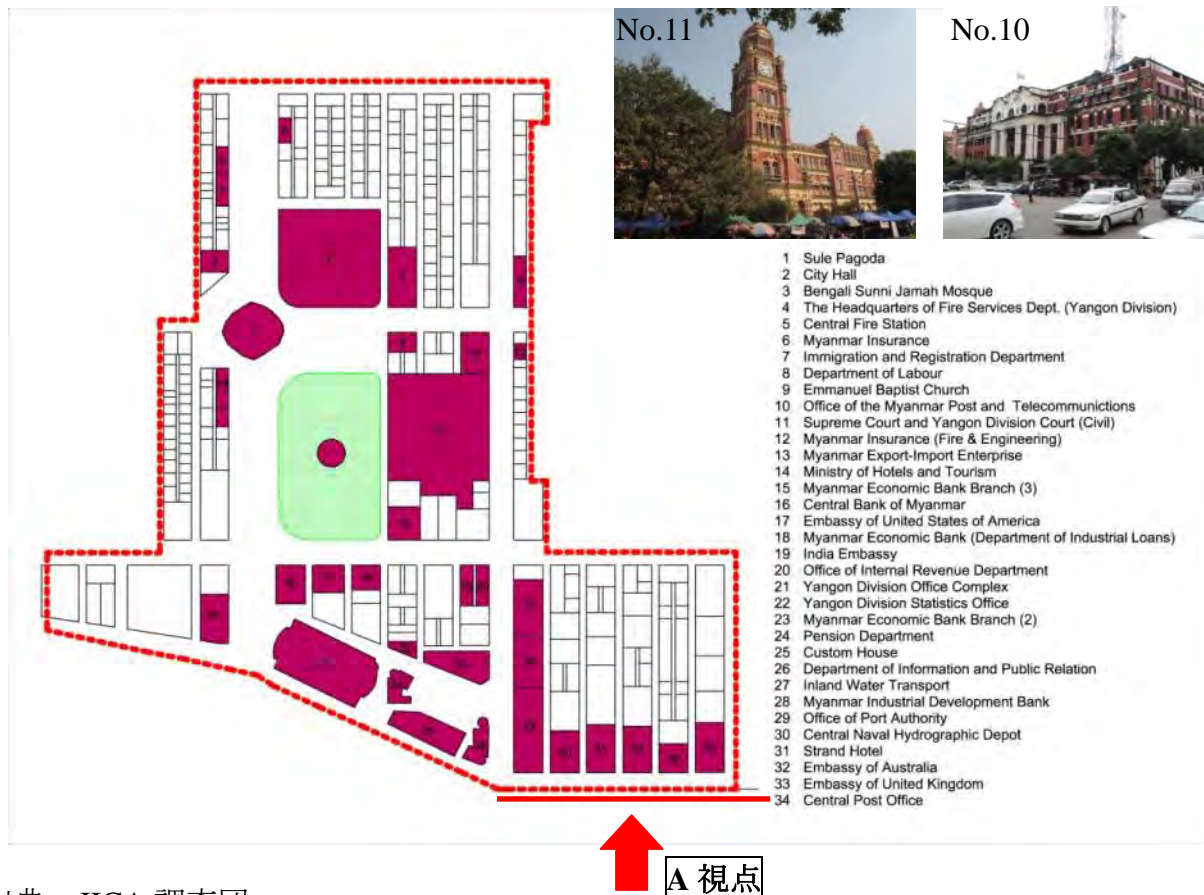 No.11
No.10
1 Sule Pagoda
2 City Hall
3 Bengali Sunni Jamah Mosque
4 The Headquarters of Fire Services Dept. (Yangon Division)
5 Central Fire Station
6 Myanmar Insurance
7 Immigration and Registration Department
8 Department of Labour
9 Emmanuel Baptist Church
10 Office of the Myanmar Post and Telecommunictions
11 Supreme Court and Yangon Division Court (Civil)
12 Myanmar Insurance (Fire & Engineering)
13 Myanmar Export-Import Enterprise
14 Ministry of Hotels and Tourism
15 Myanmar Economic Bank Branch (3)
16 Central Bank of Myanmar
17 Embassy of United States of America
18 Myanmar Economic Bank (Department of Industrial Loans)
19 India Embassy
20 Office of Internal Revenue Department
21 Yangon Division Office Complex
22 Yangon Division Statistics Office
23 Myanmar Economic Bank Branch (2)
24 Pension Department
25 Custom House
26 Department of Information and Public Relation
27 Inland Water Transport
28 Myanmar Industrial Development Bank
29 Office of Port Authority
30 Central Naval Hydrographic Depot
31 Strand Hotel
32 Embassy of Australia
33 Embassy of United Kingdom
34 Central Post Office
A 視点